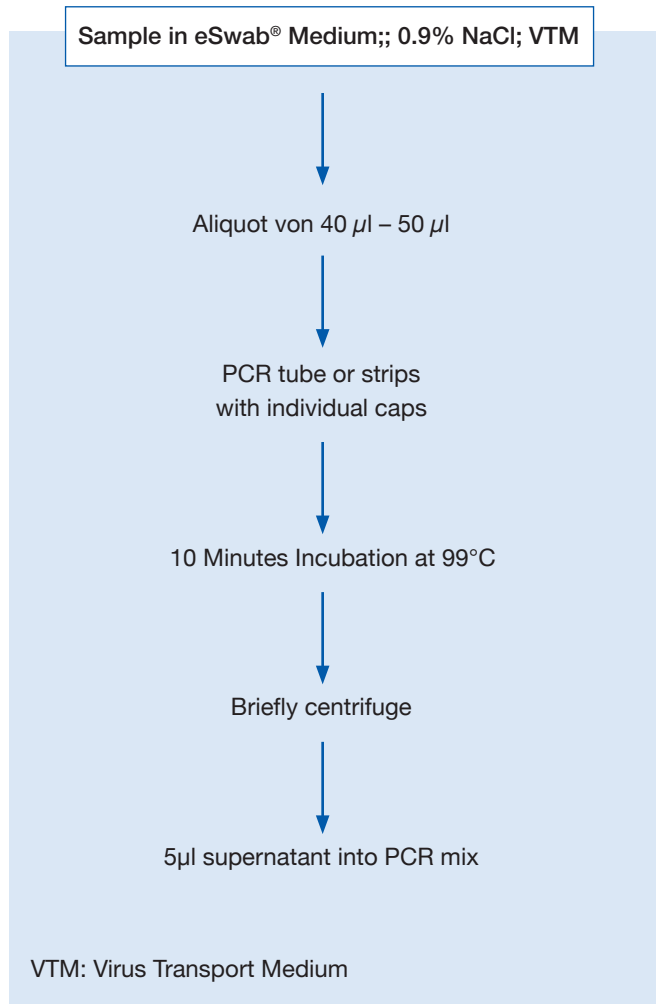 Sample in eSwab® Medium;; 0.9% NaCl; VTM
Aliquot von 40 µl – 50 µl
PCR tube or strips
with individual caps
10 Minutes Incubation at 99°C
Briefly centrifuge
5µl supernatant into PCR mix
VTM: Virus Transport Medium